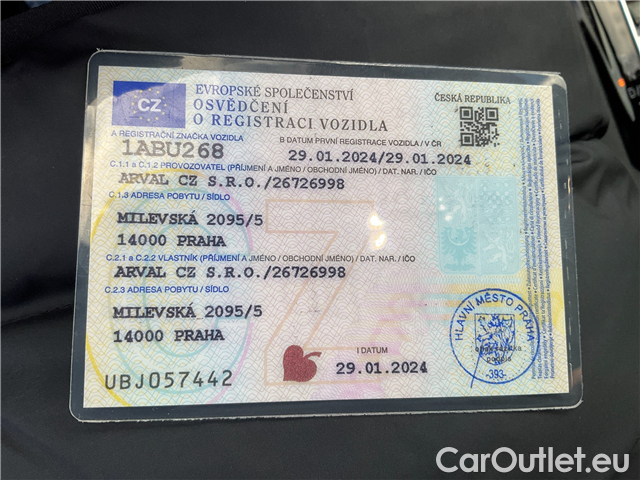 EVROPSKÉ SPOLEČENSTVÍ
ČESKÁ REPUBLIKA
CZ
OSVĚDČENÍ
O REGISTRACI VOZIDLA
A REGISTRAČNÍ ZNAČKA VOZIDLA
B DATUM PRVNÍ REGISTRACE VOZIDLA / V ČR
1ABU268
29.01.2024/29.01.2024
C.1.1 a C.1.2 PROVOZOVATEL (PŘÍJMENÍ A JMÉNO / OBCHODNÍ JMÉNO) / DAT. NAR. / IČO
ARVAL CZ S.R.O./26726998
C.1.3 ADRESA POBYTU / SÍDLO
MILEVSKÁ 2095/5
14000 PRAHA
C.2.1 a C.2.2 VLASTNÍK (PŘÍJMENÍ A JMÉNO / OBCHODNÍ JMÉNO) / DAT. NAR. / IČO
ARVAL CZ S.R.O./26726998
C.2.3 ADRESA POBYTU / SÍDLO
MILEVSKÁ 2095/5
14000 PRAHA
HLAVNÍ MĚSTO PRAHA
-393-
I DATUM
29.01.2024
UBJ057442
CarOutlet.eu